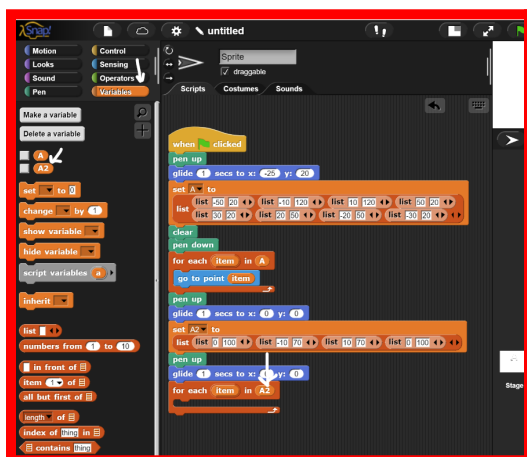 Snap!
untitled
Motion Control
Looks Sensing
Sound Operators
Pen Variables
Sprite
draggable
Scripts Costumes Sounds
Make a variable
Delete a variable
A
A2
set to 0
change by 1
show variable
hide variable
script variables a
inherit
list
numbers from 1 to 10
in front of
item 1 of
all but first of
length of
index of thing in
contains thing
when clicked
pen up
glide 1 secs to x: -25 y: 20
set A to
list list -50 20 list -10 120 list 10 120 list 50 20
list 30 20 list 20 50 list -20 50 list -30 20
clear
pen down
for each item in A
go to point item
pen up
glide 1 secs to x: 0 y: 0
set A2 to
list list 0 100 list -10 70 list 10 70 list 0 100
pen up
glide 1 secs to x: 0
for each item in A2
Stage